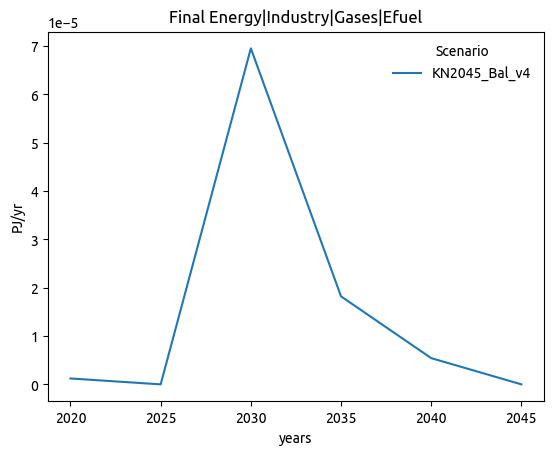 Final Energy|Industry|Gases|Efuel
1e−5
Scenario
KN2045_Bal_v4
7
6
5
4
3
2
1
0
PJ/yr
2020 2025 2030 2035 2040 2045
years